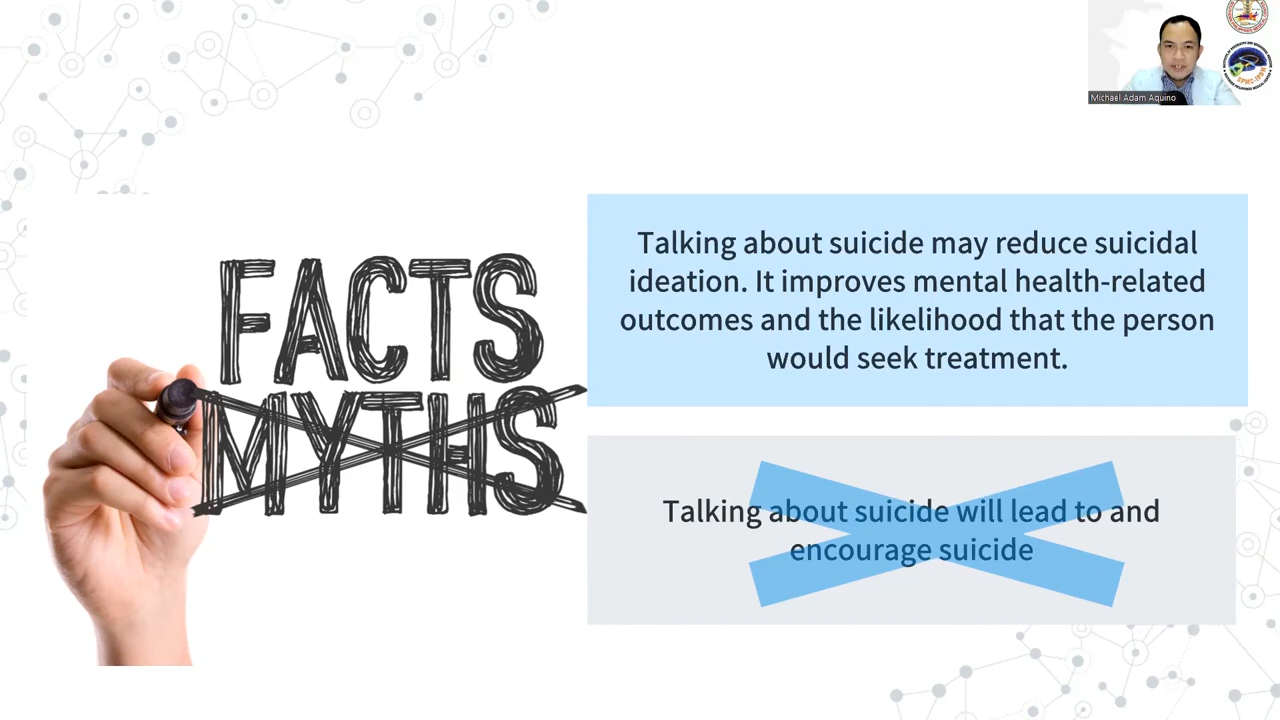 Michael Adam Aquino
FACTS
MYTHS
Talking about suicide may reduce suicidal
ideation. It improves mental health-related
outcomes and the likelihood that the person
would seek treatment.
Talking about suicide will lead to and
encourage suicide